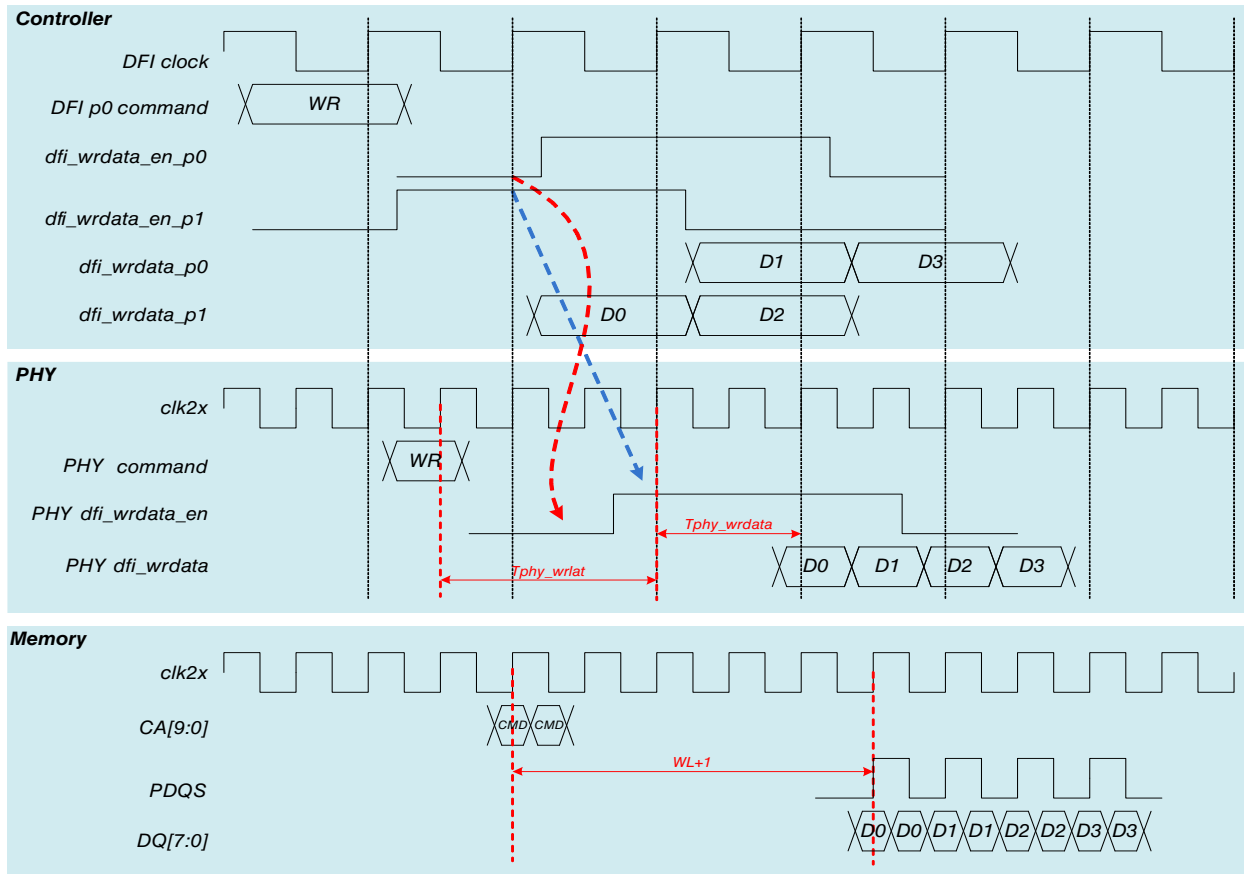 Controller
DFI clock
DFI p0 command WR
dfi_wrdata_en_p0
dfi_wrdata_en_p1
dfi_wrdata_p0 D1 D3
dfi_wrdata_p1 D0 D2
PHY
clk2x
PHY command WR
PHY dfi_wrdata_en Tphy_wrdata
PHY dfi_wrdata D0 D1 D2 D3
Tphy_wrlat
Memory
clk2x
CA[9:0] CMD CMD
WL+1
PDQS
DQ[7:0] D0 D0 D1 D1 D2 D2 D3 D3